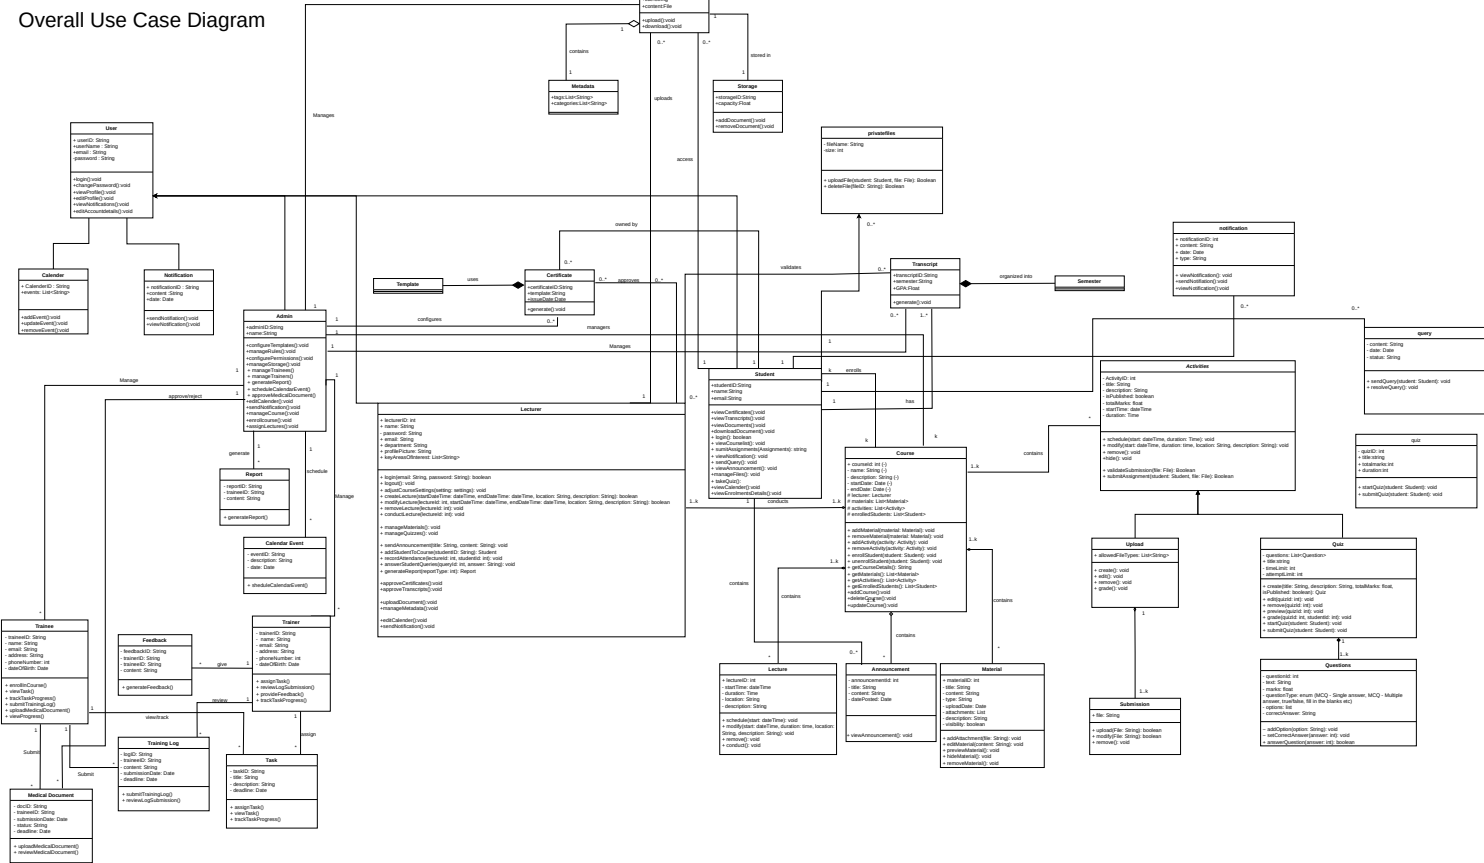 Overall Use Case Diagram
+content:File
+upload():void
+download():void
Metadata
+tags:List<String>
+categories:List<String>
Storage
+storageID:String
+capacity:Float
+addDocument():void
+removeDocument():void
privatefiles
- fileName: String
-size: int
+ uploadFile(student: Student, file: File): Boolean
+ deleteFile(fileID: String): Boolean
User
+ userID: String
+userName : String
+email : String
-password : String
+login():void
+changePassword():void
+viewProfile():void
+editProfile():void
+viewNotifications():void
+editAccountdetails():void
Calender
+ CalenderID : String
+events: List<String>
+addEvent():void
+updateEvent():void
+removeEvent():void
Notification
+ notificationID : String
+content :String
+date: Date
+sendNotiiation():void
+viewNotification():void
Template
uses
Certificate
+certificateID:String
+template:String
+issueDate:Date
+generate():void
owned by
approves
validates
Transcript
+transcriptID:String
+semester:String
+GPA:Float
+generate():void
organized into
Semester
notification
+ notificationID: int
+ content: String
+ date: Date
+ type: String
+ viewNotification(): void
+sendNotification(): void
+viewNotification(): void
query
- content: String
- date: Date
- status: String
+ sendQuery(student: Student): void
+ resolveQuery(): void
quiz
- quizID: int
+ title:string
+ totalmarks:int
+ duration:int
+ startQuiz(student: Student): void
+ submitQuiz(student: Student): void
Admin
+adminID:String
+name:String
+configureTemplates():void
+manageRules():void
+configurePermissions():void
+manageStorage():void
+ manageTrainees()
+ manageTrainers()
+ generateReport()
+ scheduleCalendarEvent()
+ approveMedicalDocument()
+editCalender():void
+sendNotification():void
+manageCourse():void
+enrollcourse():void
+assignLectures():void
Manages
contains
stored in
uploads
access
configures
managers
Manages
Manage
approve/reject
generate
schedule
Manage
enrolls
has
conducts
contains
Lecturer
+ lecturerID: int
+ name: String
- password: String
+ email: String
+ department: String
+ profilePicture: String
+ keyAreasOfInterest: List<String>
+ login(email: String, password: String): boolean
+ logout(): void
+ adjustCourseSettings(setting: settings): void
+ createLecture(startDateTime: dateTime, endDateTime: dateTime, location: String, description: String): boolean
+ modifyLecture(lectureId: int, startDateTime: dateTime, endDateTime: dateTime, location: String, description: String): boolean
+ removeLecture(lectureId: int): void
+ conductLecture(lectureId: int): void
+ manageMaterials(): void
+ manageQuizzes(): void
+ sendAnnouncement(title: String, content: String): void
+ addStudentToCourse(studentID: String): Student
+ recordAttendance(lectureId: int, studentId: int): void
+ answerStudentQueries(queryId: int, answer: String): void
+ generateReport(reportType: int): Report
+approveCertificates():void
+approveTranscrips():void
+uploadDocument():void
+manageMetadata():void
+editCalender():void
+sendNotification():void
Student
+studentID:String
+name:String
+email:String
+viewCertificates():void
+viewTranscripts():void
+viewDocuments():void
+downloadDocument():void
+ login(): boolean
+ viewCourselist():void
+ sumitAssignments(Assignments): string
+ viewNotification():void
+ sendQuery():void
+ viewAnnouncement():void
+manageFiles():void
+ takeQuiz():void
+viewCalender():void
+viewEnrolmentsDetails():void
Course
+ courseId: int (-)
- name: String (-)
- description: String (-)
- startDate: Date (-)
- endDate: Date (-)
# lecturer: Lecturer
# materials: List<Material>
# activities: List<Activity>
# enrolledStudents: List<Student>
+ addMaterial(material: Material): void
+ removeMaterial(material: Material): void
+ addActivity(activity: Activity): void
+ removeActivity(activity: Activity): void
+ enrollStudent(student: Student): void
+ unenrollStudent(student: Student): void
+ getCourseDetails(): String
+ getMaterials(): List<Material>
+ getActivities(): List<Activity>
+ getEnrolledStudents(): List<Student>
+addCourse():void
+updateCourse():void
Activities
- ActivityID: int
- title: String
- description: String
- isPublished: boolean
- totalMarks: float
- startTime: dateTime
- duration: Time
+ schedule(start: dateTime, duration: Time): void
+ modify(start: dateTime, duration: time, location: String, description: String): void
+ remove(): void
+hide(): void
+ validateSubmission(file: File): Boolean
+ submitAssignment(student: Student, file: File): Boolean
Report
- reportID: String
- traineeID: String
- content: String
+ generateReport()
Calendar Event
- eventID: String
- description: String
- date: Date
+ sheduleCalendarEvent()
Upload
+ allowedFileTypes: List<String>
+ create(): void
+ edit(): void
+ remove(): void
+ grade(): void
Quiz
- questions: List<Question>
+ title:string
- timeLimit: int
- attemptLimit: int
+ create(title: String, description: String, totalMarks: float,
isPublished: boolean): Quiz
+ edit(quizId: int): void
+ remove(quizId: int): void
+ preview(quizId: int): void
+ grade(quizId: int, studentId: int): void
+ startQuiz(student: Student): void
+ submitQuiz(student: Student): void
Trainee
- traineeID: String
- name: String
- email: String
- address: String
- phoneNumber: int
- dateOfBirth: Date
+ enrollInCourse()
+ viewTask()
+ trackTaskProgress()
+ submitTrainingLog()
+ uploadMedicalDocument()
+ viewProgress()
Feedback
- feedbackID: String
- trainerID: String
- traineeID: String
- content: String
+ generateFeedback()
give
review
view/track
assign
Submit
Submit
Trainer
- trainerID: String
- name: String
- email: String
- address: String
- phoneNumber: int
- dateOfBirth: Date
+ assignTask()
+ reviewLogSubmission()
+ provideFeedback()
+ trackTaskProgress()
Training Log
- logID: String
- traineeID: String
- content: String
- submissionDate: Date
- deadline: Date
+ submitTrainingLog()
+ reviewLogSubmission()
Task
- taskID: String
- title: String
- description: String
- deadline: Date
+ assignTask()
+ viewTask()
+ trackTaskProgress()
Medical Document
- docID: String
- traineeID: String
- submissionDate: Date
- status: String
- deadline: Date
+ uploadMedicalDocument()
+ reviewMedicalDocument()
contains
contains
contains
contains
Lecture
+ lectureID: int
- startTime: dateTime
- duration: Time
- location: String
- description: String
+ schedule(start: dateTime): void
+ modify(start: dateTime, duration: time, location:
String, description: String): void
+ remove(): void
+ conduct(): void
Announcement
- announcementId: int
- title: String
- content: String
- datePosted: Date
+ viewAnnouncement(): void
Material
+ materialID: int
- title: String
- content: String
- type: String
- uploadDate: Date
- attachments: List
- description: String
- visibility: boolean
+ addAttachment(file: String): void
+ editMaterial(content: String): void
+ previewMaterial(): void
+ hideMaterial(): void
+ removeMaterial(): void
Submission
+ file: String
+ upload(File: String): boolean
+ modify(File: String): boolean
+ remove(): void
Questions
- questionId: int
- text: String
- marks: float
- questionType: enum (MCQ - Single answer, MCQ - Multiple
answer, true/false, fill in the blanks etc)
- options: list
- correctAnswer: String
+ addOption(option: String): void
+ setCorrectAnswer(answer: int): void
+ answerQuestion(answer: int): boolean